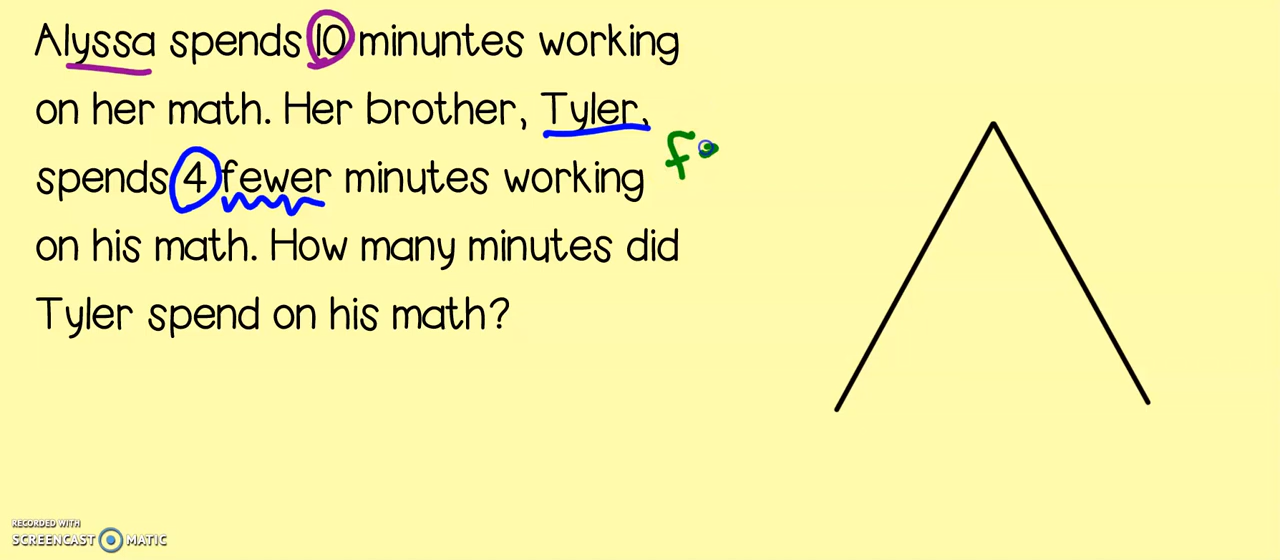 Alyssa spends 10 minuntes working
on her math. Her brother, Tyler,
spends 4 fewer minutes working
on his math. How many minutes did
Tyler spend on his math?
RECORDED WITH
SCREENCAST MATIC